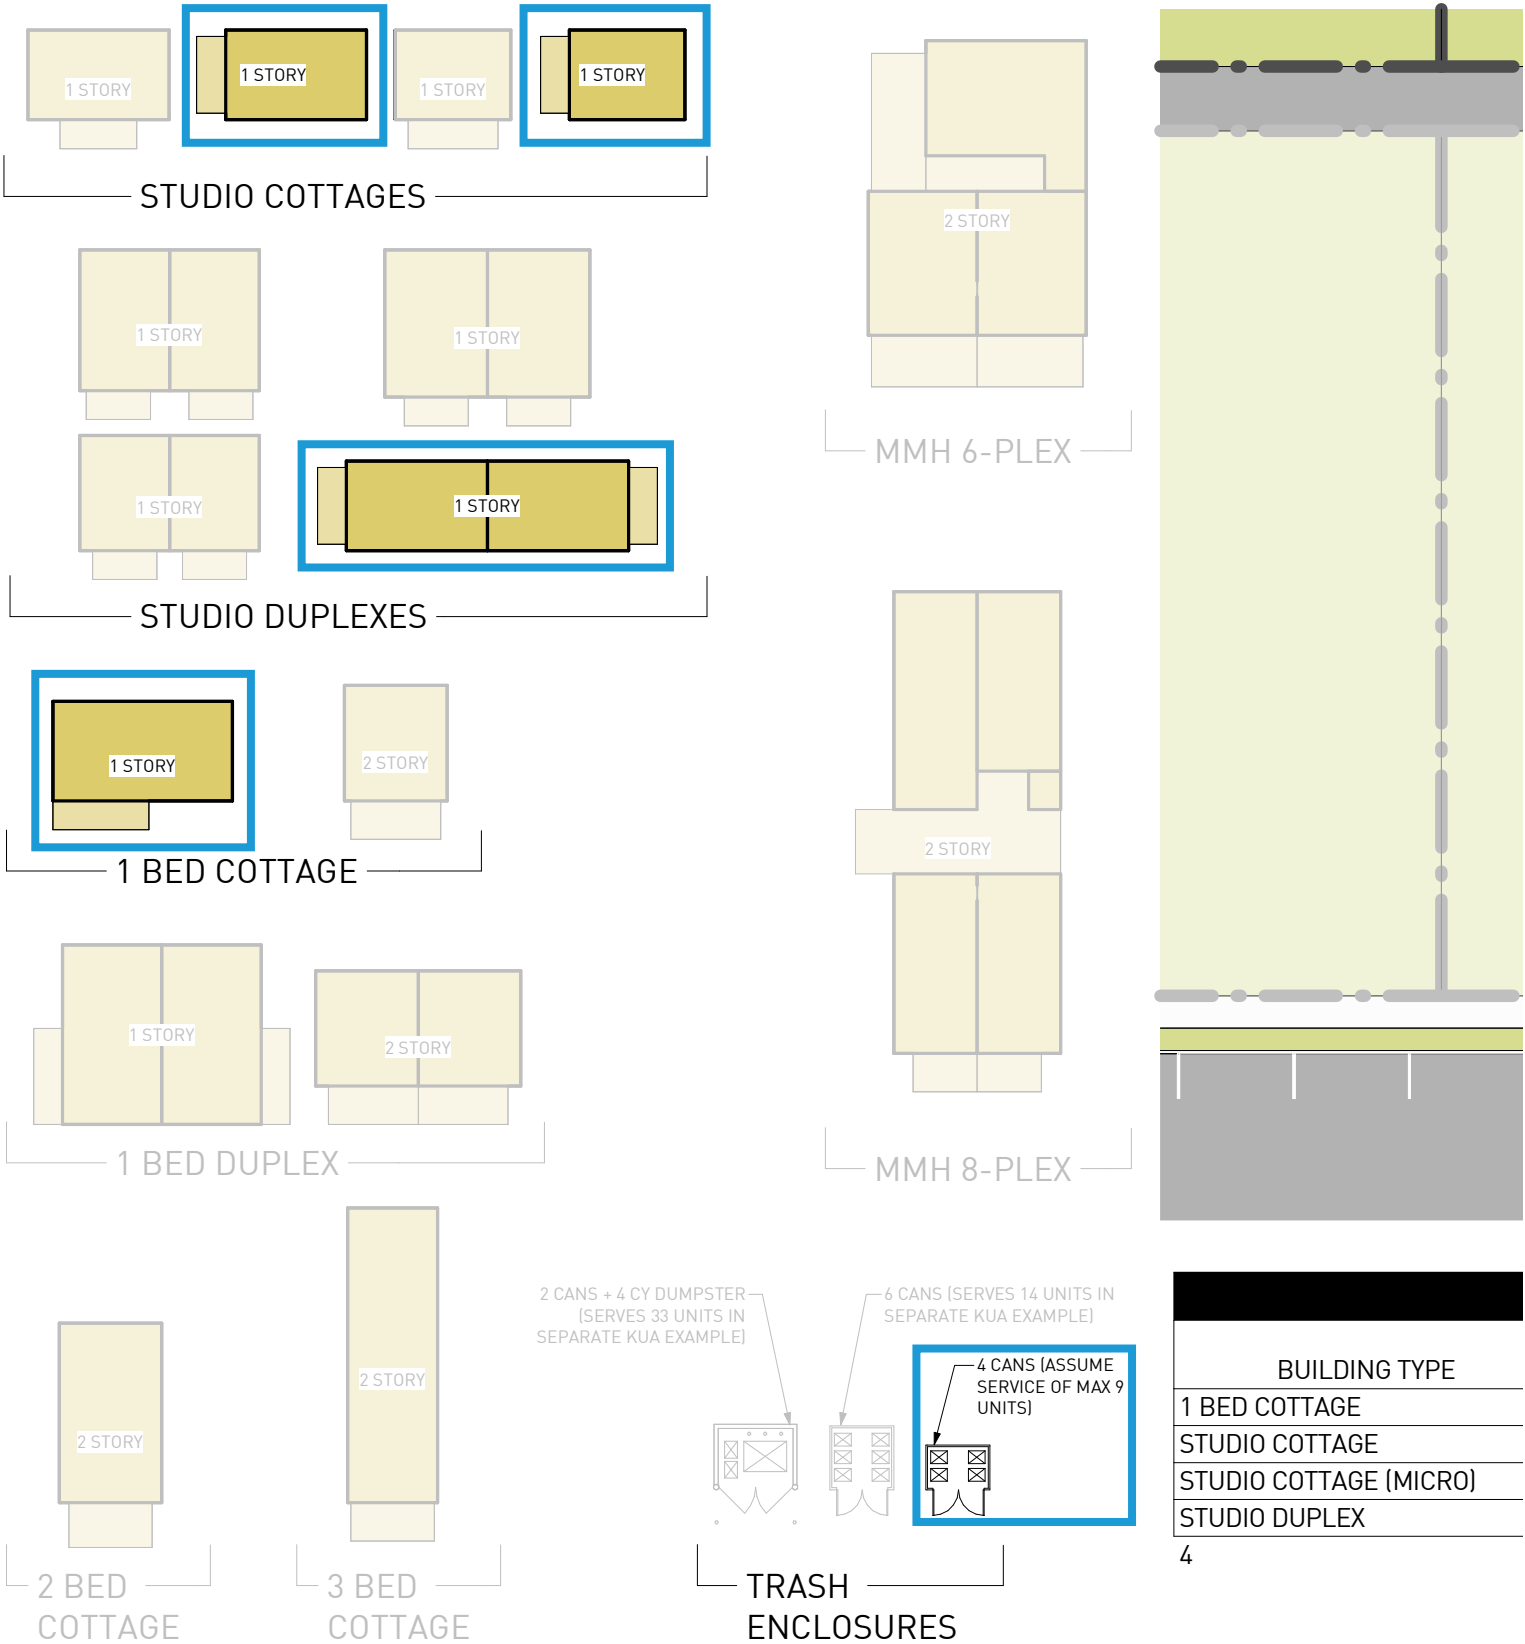 1 STORY
1 STORY
1 STORY
1 STORY
STUDIO COTTAGES
1 STORY
1 STORY
1 STORY
1 STORY
STUDIO DUPLEXES
1 STORY
2 STORY
1 BED COTTAGE
1 STORY
2 STORY
1 BED DUPLEX
2 STORY
2 BED
COTTAGE
2 STORY
3 BED
COTTAGE
2 STORY
MMH 6-PLEX
2 STORY
MMH 8-PLEX
2 CANS + 4 CY DUMPSTER
(SERVES 33 UNITS IN
SEPARATE KUA EXAMPLE)
6 CANS (SERVES 14 UNITS IN
SEPARATE KUA EXAMPLE)
4 CANS (ASSUME
SERVICE OF MAX 9
UNITS)
TRASH
ENCLOSURES
BUILDING TYPE
1 BED COTTAGE
STUDIO COTTAGE
STUDIO COTTAGE (MICRO)
STUDIO DUPLEX
4